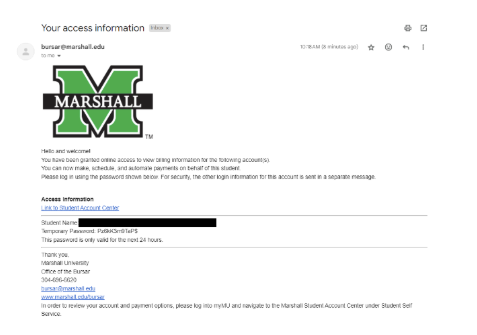 Your access information Inbox ×
bursar@marshall.edu
10:18 AM (6 minutes ago)
to me
MARSHALL
TM
Hello and welcome!
You have been granted online access to view billing information for the following account(s).
You can now make, schedule, and automate payments on behalf of this student.
Please log in using the password shown below. For security, the other login information for this account is sent in a separate message.
Access Information
Link to Student Account Center
Student Name:
Temporary Password:
This password is only valid for the next 24 hours.
Thank you,
Marshall University
Office of the Bursar
304-696-6620
bursar@marshall.edu
www.marshall.edu/bursar
In order to review your account and payment options, please log into myMU and navigate to the Marshall Student Account Center under Student Self
Service.